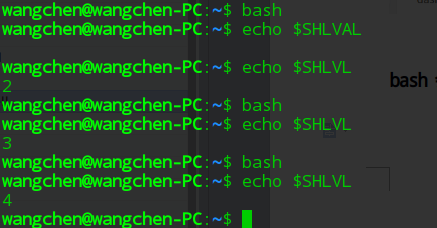 wangchen@wangchen-PC:~$ bash
wangchen@wangchen-PC:~$ echo $SHLVAL

wangchen@wangchen-PC:~$ echo $SHLVL
2
wangchen@wangchen-PC:~$ bash
wangchen@wangchen-PC:~$ echo $SHLVL
3
wangchen@wangchen-PC:~$ bash
wangchen@wangchen-PC:~$ echo $SHLVL
4
wangchen@wangchen-PC:~$
bash